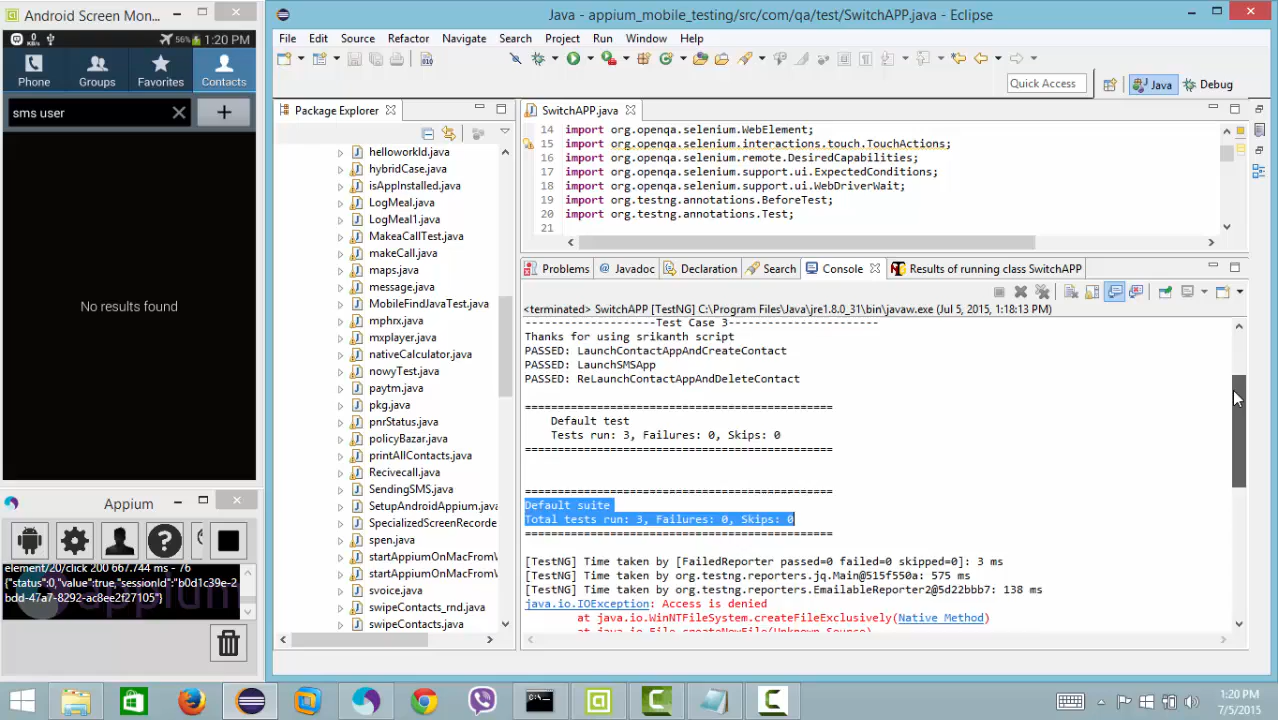 Android Screen Mon...
56% 1:20 PM
Phone Groups Favorites Contacts
sms user
No results found
Appium
element/20/click 200 667.744 ms - 76
{"status":0,"value":true,"sessionId":"b0d1c39e-2
bdd-47a7-8292-ac8ee2f27105"}
Java - appium_mobile_testing/src/com/qa/test/SwitchAPP.java - Eclipse
File Edit Source Refactor Navigate Search Project Run Window Help
Quick Access Java Debug
Package Explorer
helloworkld.java
hybridCase.java
isAppInstalled.java
LogMeal.java
LogMeal1.java
MakeaCallTest.java
makeCall.java
maps.java
message.java
MobileFindJavaTest.java
mphrx.java
mxplayer.java
nativeCalculator.java
nowyTest.java
paytm.java
pkg.java
pnrStatus.java
policyBazar.java
printAllContacts.java
Recivecall.java
SendingSMS.java
SetupAndroidAppium.java
SpecializedScreenRecorde
spen.java
startAppiumOnMacFromW
startAppiumOnMacFromW
svoice.java
swipeContacts_rnd.java
swipeContacts.java
SwitchAPP.java
14 import org.openqa.selenium.WebElement;
15 import org.openqa.selenium.interactions.touch.TouchActions;
16 import org.openqa.selenium.remote.DesiredCapabilities;
17 import org.openqa.selenium.support.ui.ExpectedConditions;
18 import org.openqa.selenium.support.ui.WebDriverWait;
19 import org.testng.annotations.BeforeTest;
20 import org.testng.annotations.Test;
21
Problems Javadoc Declaration Search Console Results of running class SwitchAPP
<terminated> SwitchAPP [TestNG] C:\Program Files\Java\jre1.8.0_31\bin\javaw.exe (Jul 5, 2015, 1:18:13 PM)
--------------------Test Case 3-----------------------
Thanks for using srikanth script
PASSED: LaunchContactAppAndCreateContact
PASSED: LaunchSMSApp
PASSED: ReLaunchContactAppAndDeleteContact
===============================================
Default test
Tests run: 3, Failures: 0, Skips: 0
===============================================
===============================================
Default suite
Total tests run: 3, Failures: 0, Skips: 0
===============================================
[TestNG] Time taken by [FailedReporter passed=0 failed=0 skipped=0]: 3 ms
[TestNG] Time taken by org.testng.reporters.jq.Main@515f550a: 575 ms
[TestNG] Time taken by org.testng.reporters.EmailableReporter2@5d22bbb7: 138 ms
java.io.IOException: Access is denied
at java.io.WinNTFileSystem.createFileExclusively(Native Method)
at java.io.File.createNewFile(Unknown Source)
1:20 PM
7/5/2015